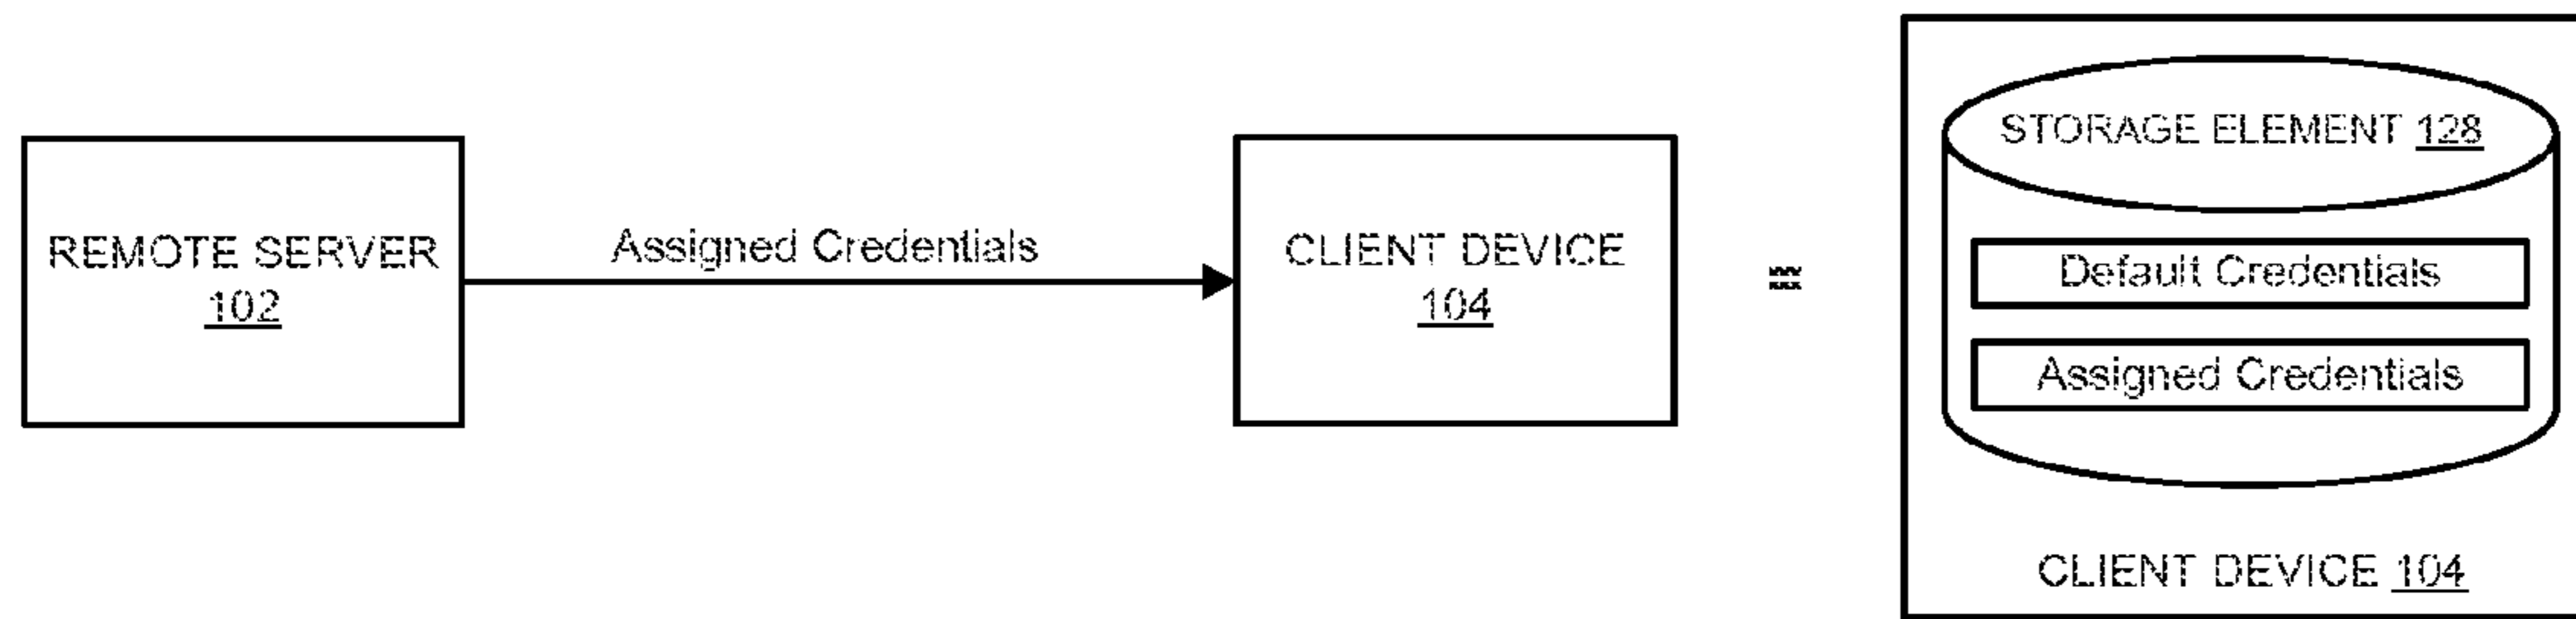 REMOTE SERVER
102
Assigned Credentials
CLIENT DEVICE
104
=
STORAGE ELEMENT 128
Default Credentials
Assigned Credentials
CLIENT DEVICE 104